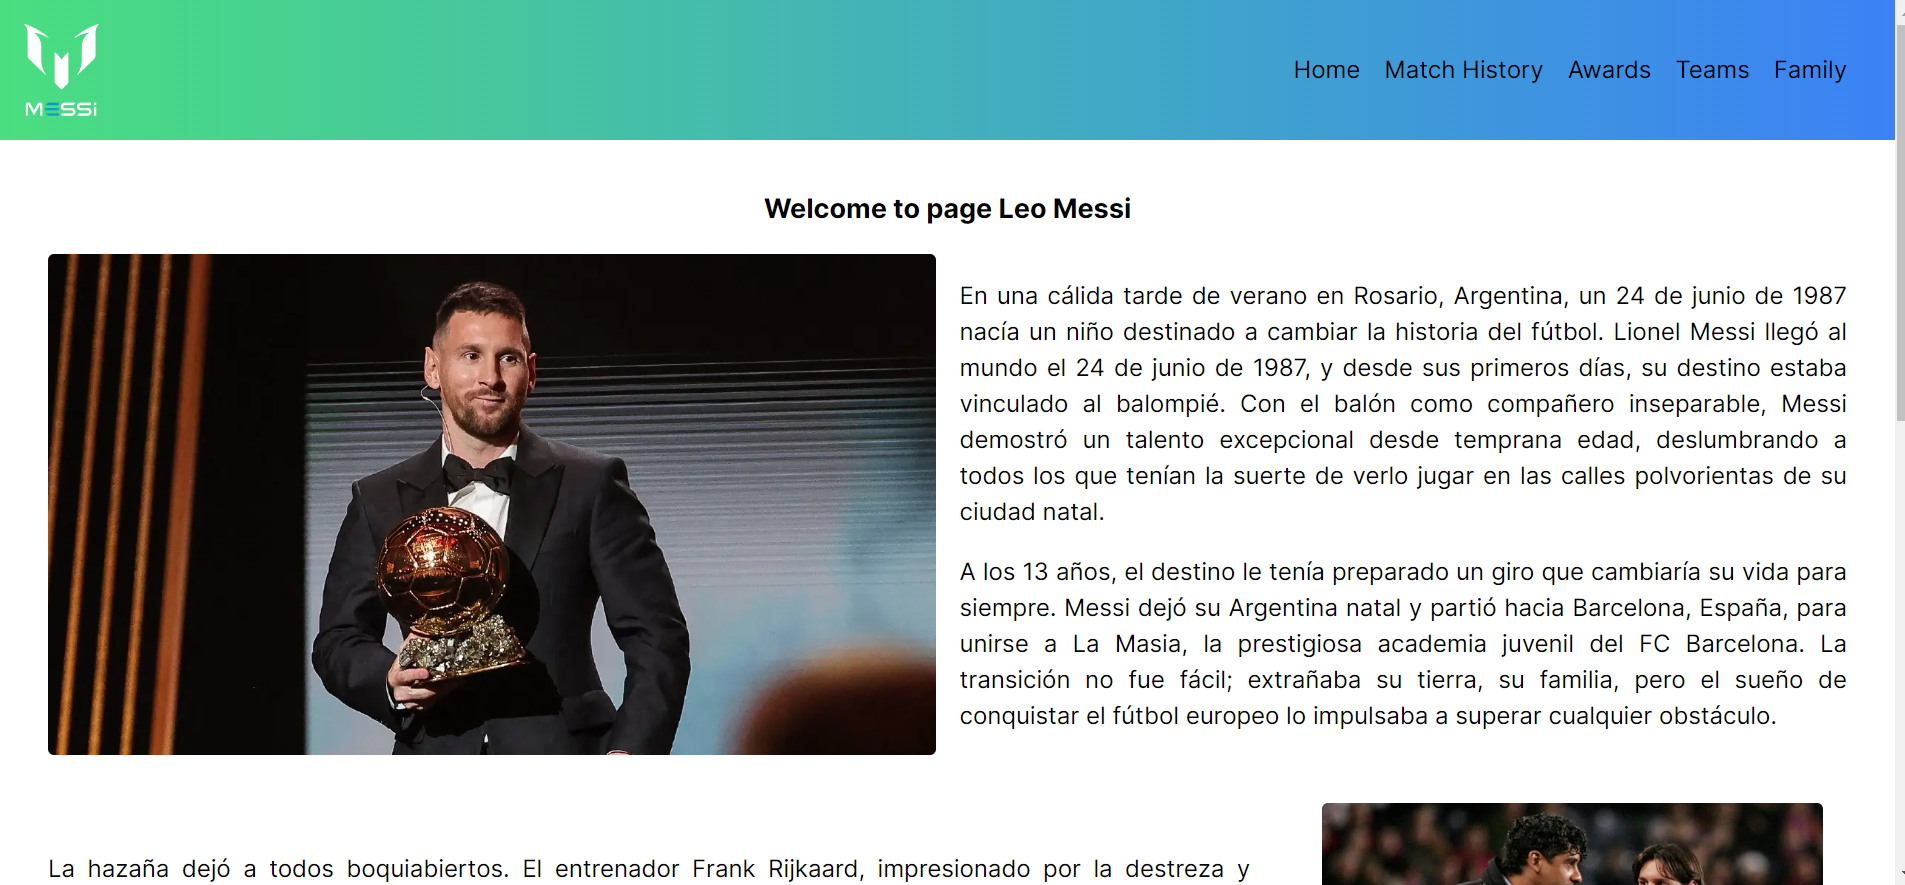 MESSi
Home Match History Awards Teams Family
Welcome to page Leo Messi
En una cálida tarde de verano en Rosario, Argentina, un 24 de junio de 1987
nacía un niño destinado a cambiar la historia del fútbol. Lionel Messi llegó al
mundo el 24 de junio de 1987, y desde sus primeros días, su destino estaba
vinculado al balompié. Con el balón como compañero inseparable, Messi
demostró un talento excepcional desde temprana edad, deslumbrando a
todos los que tenían la suerte de verlo jugar en las calles polvorientas de su
ciudad natal.
A los 13 años, el destino le tenía preparado un giro que cambiaría su vida para
siempre. Messi dejó su Argentina natal y partió hacia Barcelona, España, para
unirse a La Masia, la prestigiosa academia juvenil del FC Barcelona. La
transición no fue fácil; extrañaba su tierra, su familia, pero el sueño de
conquistar el fútbol europeo lo impulsaba a superar cualquier obstáculo.
La hazaña dejó a todos boquiabiertos. El entrenador Frank Rijkaard, impresionado por la destreza y